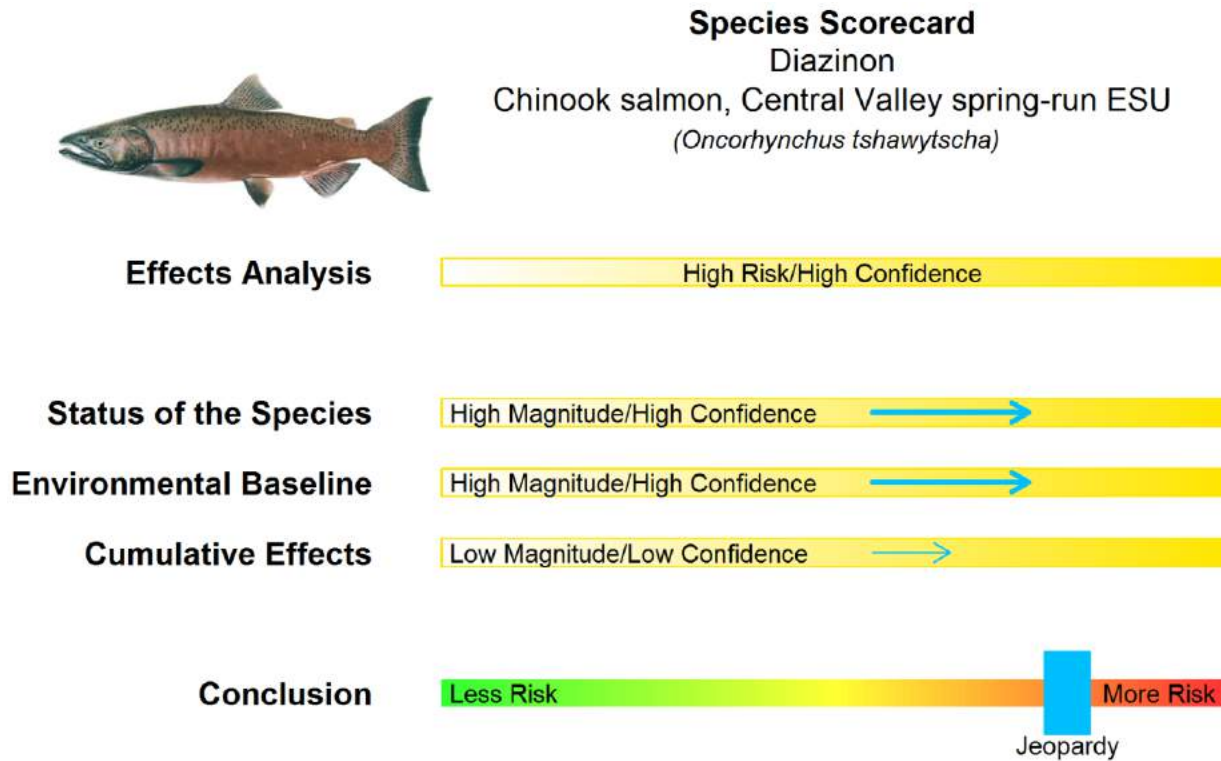 Species Scorecard
Diazinon
Chinook salmon, Central Valley spring-run ESU
(Oncorhynchus tshawytscha)
Effects Analysis
High Risk/High Confidence
Status of the Species
High Magnitude/High Confidence
Environmental Baseline
High Magnitude/High Confidence
Cumulative Effects
Low Magnitude/Low Confidence
Conclusion
Less Risk
More Risk
Jeopardy